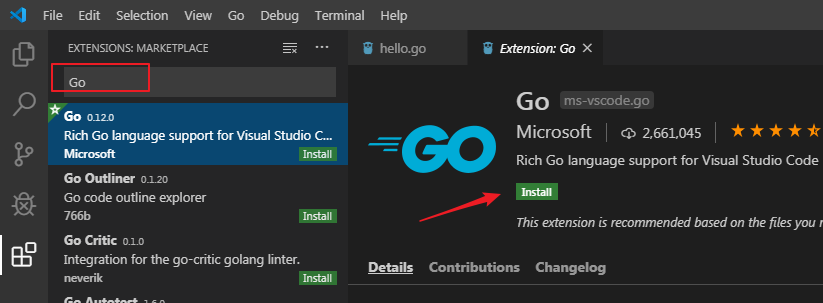 File Edit Selection View Go Debug Terminal Help
EXTENSIONS: MARKETPLACE
Go
Go 0.12.0
Rich Go language support for Visual Studio C...
Microsoft Install
Go Outliner 0.1.20
Go code outline explorer
766b Install
Go Critic 0.1.0
Integration for the go-critic golang linter.
neverik Install
Go Autotest 1.6.0
hello.go Extension: Go
GO
Go ms-vscode.go
Microsoft 2,661,045
Rich Go language support for Visual Studio Code
Install
This extension is recommended based on the files you
Details Contributions Changelog